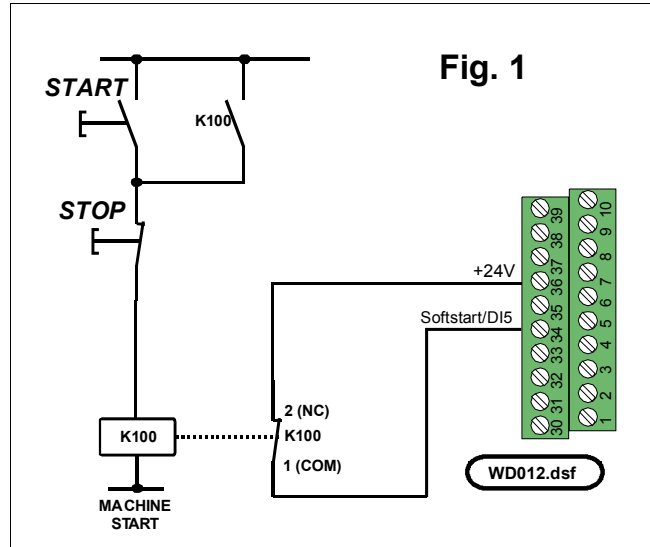 Fig. 1
START
K100
STOP
+24V
Softstart/DI5
39
38
37
36
35
34
33
32
31
30
10
9
8
7
6
5
4
3
2
1
2 (NC)
K100
K100
1 (COM)
WD012.dsf
MACHINE
START